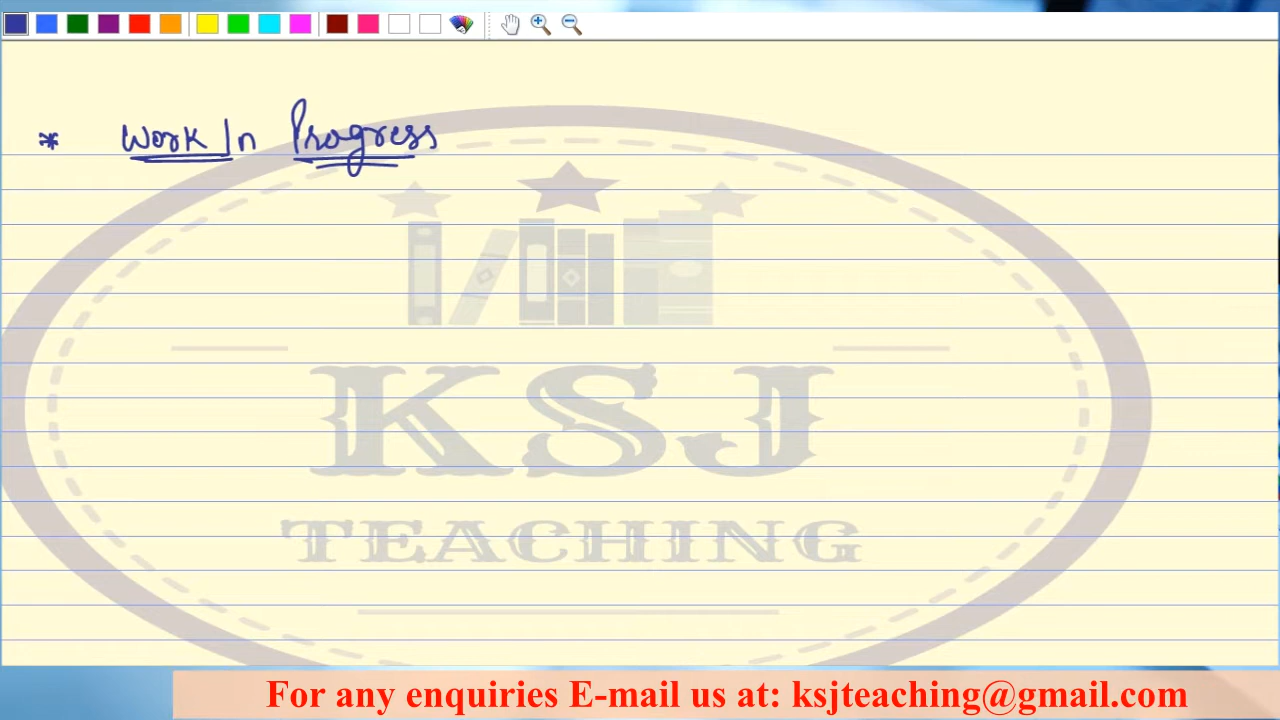 * Work In Progress
KSJ
TEACHING
For any enquiries E-mail us at: ksjteaching@gmail.com